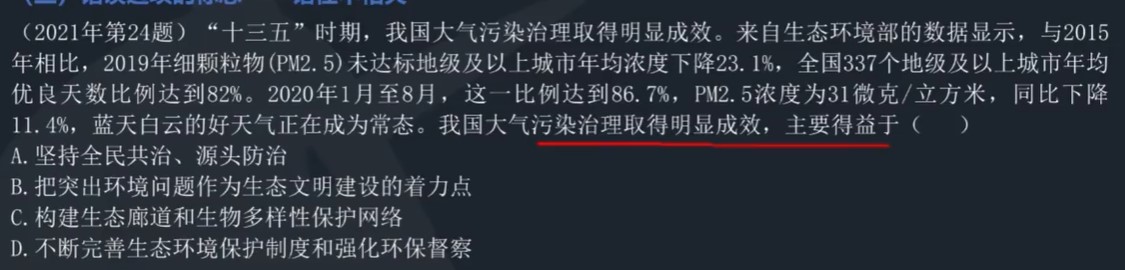 （2021年第24题）“十三五”时期，我国大气污染治理取得明显成效。来自生态环境部的数据显示，与2015
年相比，2019年细颗粒物(PM2.5)未达标地级及以上城市年均浓度下降23.1%，全国337个地级及以上城市年均
优良天数比例达到82%。2020年1月至8月，这一比例达到86.7%，PM2.5浓度为31微克/立方米，同比下降
11.4%，蓝天白云的好天气正在成为常态。我国大气污染治理取得明显成效，主要得益于（　　）
A.坚持全民共治、源头防治
B.把突出环境问题作为生态文明建设的着力点
C.构建生态廊道和生物多样性保护网络
D.不断完善生态环境保护制度和强化环保督察